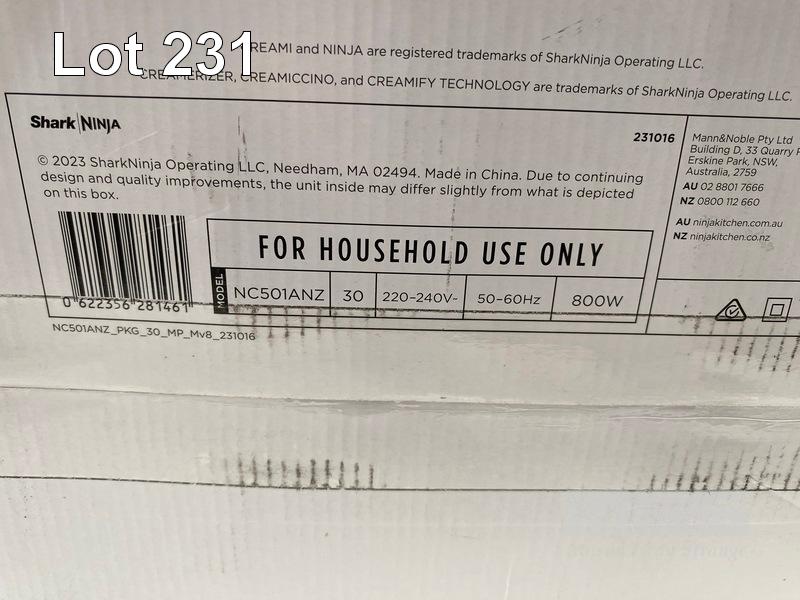 Lot 231
CREAMI and NINJA are registered trademarks of SharkNinja Operating LLC.
CREAMERIZER, CREAMICCINO, and CREAMIFY TECHNOLOGY are trademarks of SharkNinja Operating LLC.
Shark|NINJA
231016
© 2023 SharkNinja Operating LLC, Needham, MA 02494. Made in China. Due to continuing
design and quality improvements, the unit inside may differ slightly from what is depicted
on this box.
Mann&Noble Pty Ltd
Building D, 33 Quarry
Erskine Park, NSW,
Australia, 2759
AU 02 8801 7666
NZ 0800 112 660
AU ninjakitchen.com.au
NZ ninjakitchen.co.nz
FOR HOUSEHOLD USE ONLY
MODEL NC501ANZ 30 220-240V~ 50-60Hz 800W
0 622356 281461
NC501ANZ_PKG_30_MP_Mv8_231016